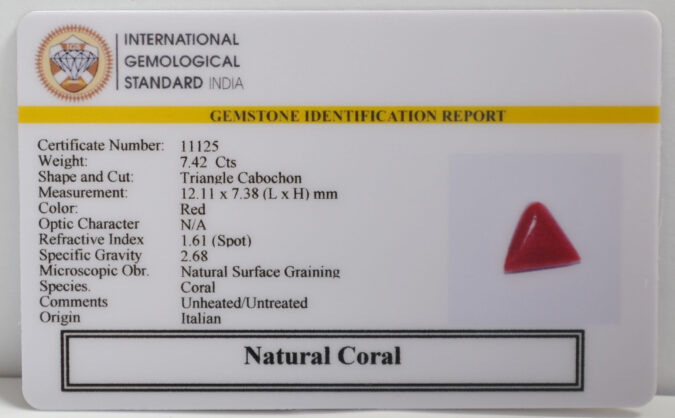 IGS
INTERNATIONAL
GEMOLOGICAL
STANDARD INDIA
GEMSTONE IDENTIFICATION REPORT
Certificate Number: 11125
Weight: 7.42 Cts
Shape and Cut: Triangle Cabochon
Measurement: 12.11 x 7.38 (L x H) mm
Color: Red
Optic Character N/A
Refractive Index 1.61 (Spot)
Specific Gravity 2.68
Microscopic Obr. Natural Surface Graining
Species. Coral
Comments Unheated/Untreated
Origin Italian
Natural Coral